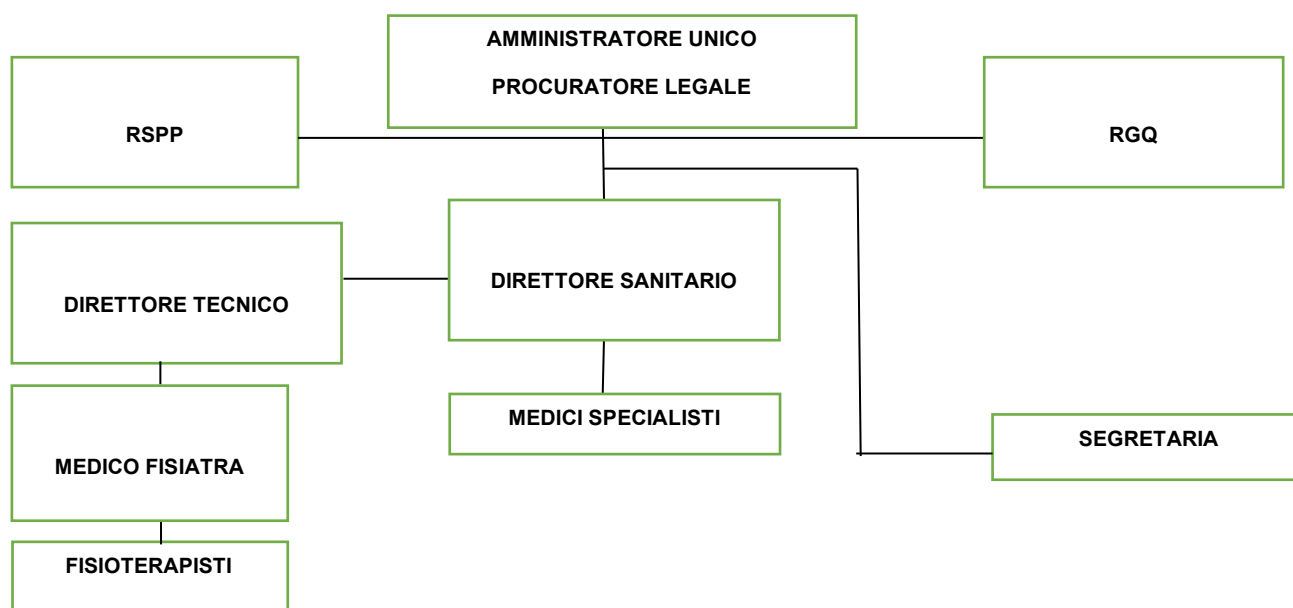 AMMINISTRATORE UNICO
PROCURATORE LEGALE
RSPP
RGQ
DIRETTORE TECNICO
DIRETTORE SANITARIO
MEDICI SPECIALISTI
SEGRETARIA
MEDICO FISIATRA
FISIOTERAPISTI